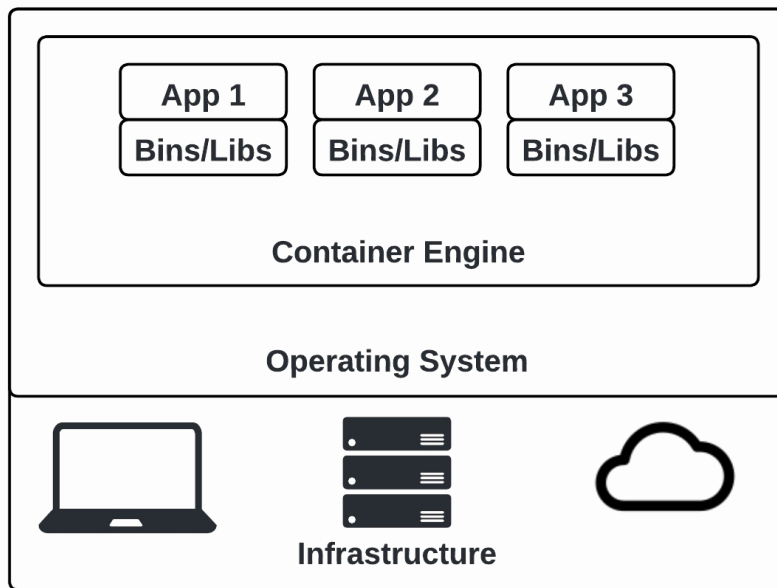 App 1
App 2
App 3
Bins/Libs
Bins/Libs
Bins/Libs
Container Engine
Operating System
Infrastructure